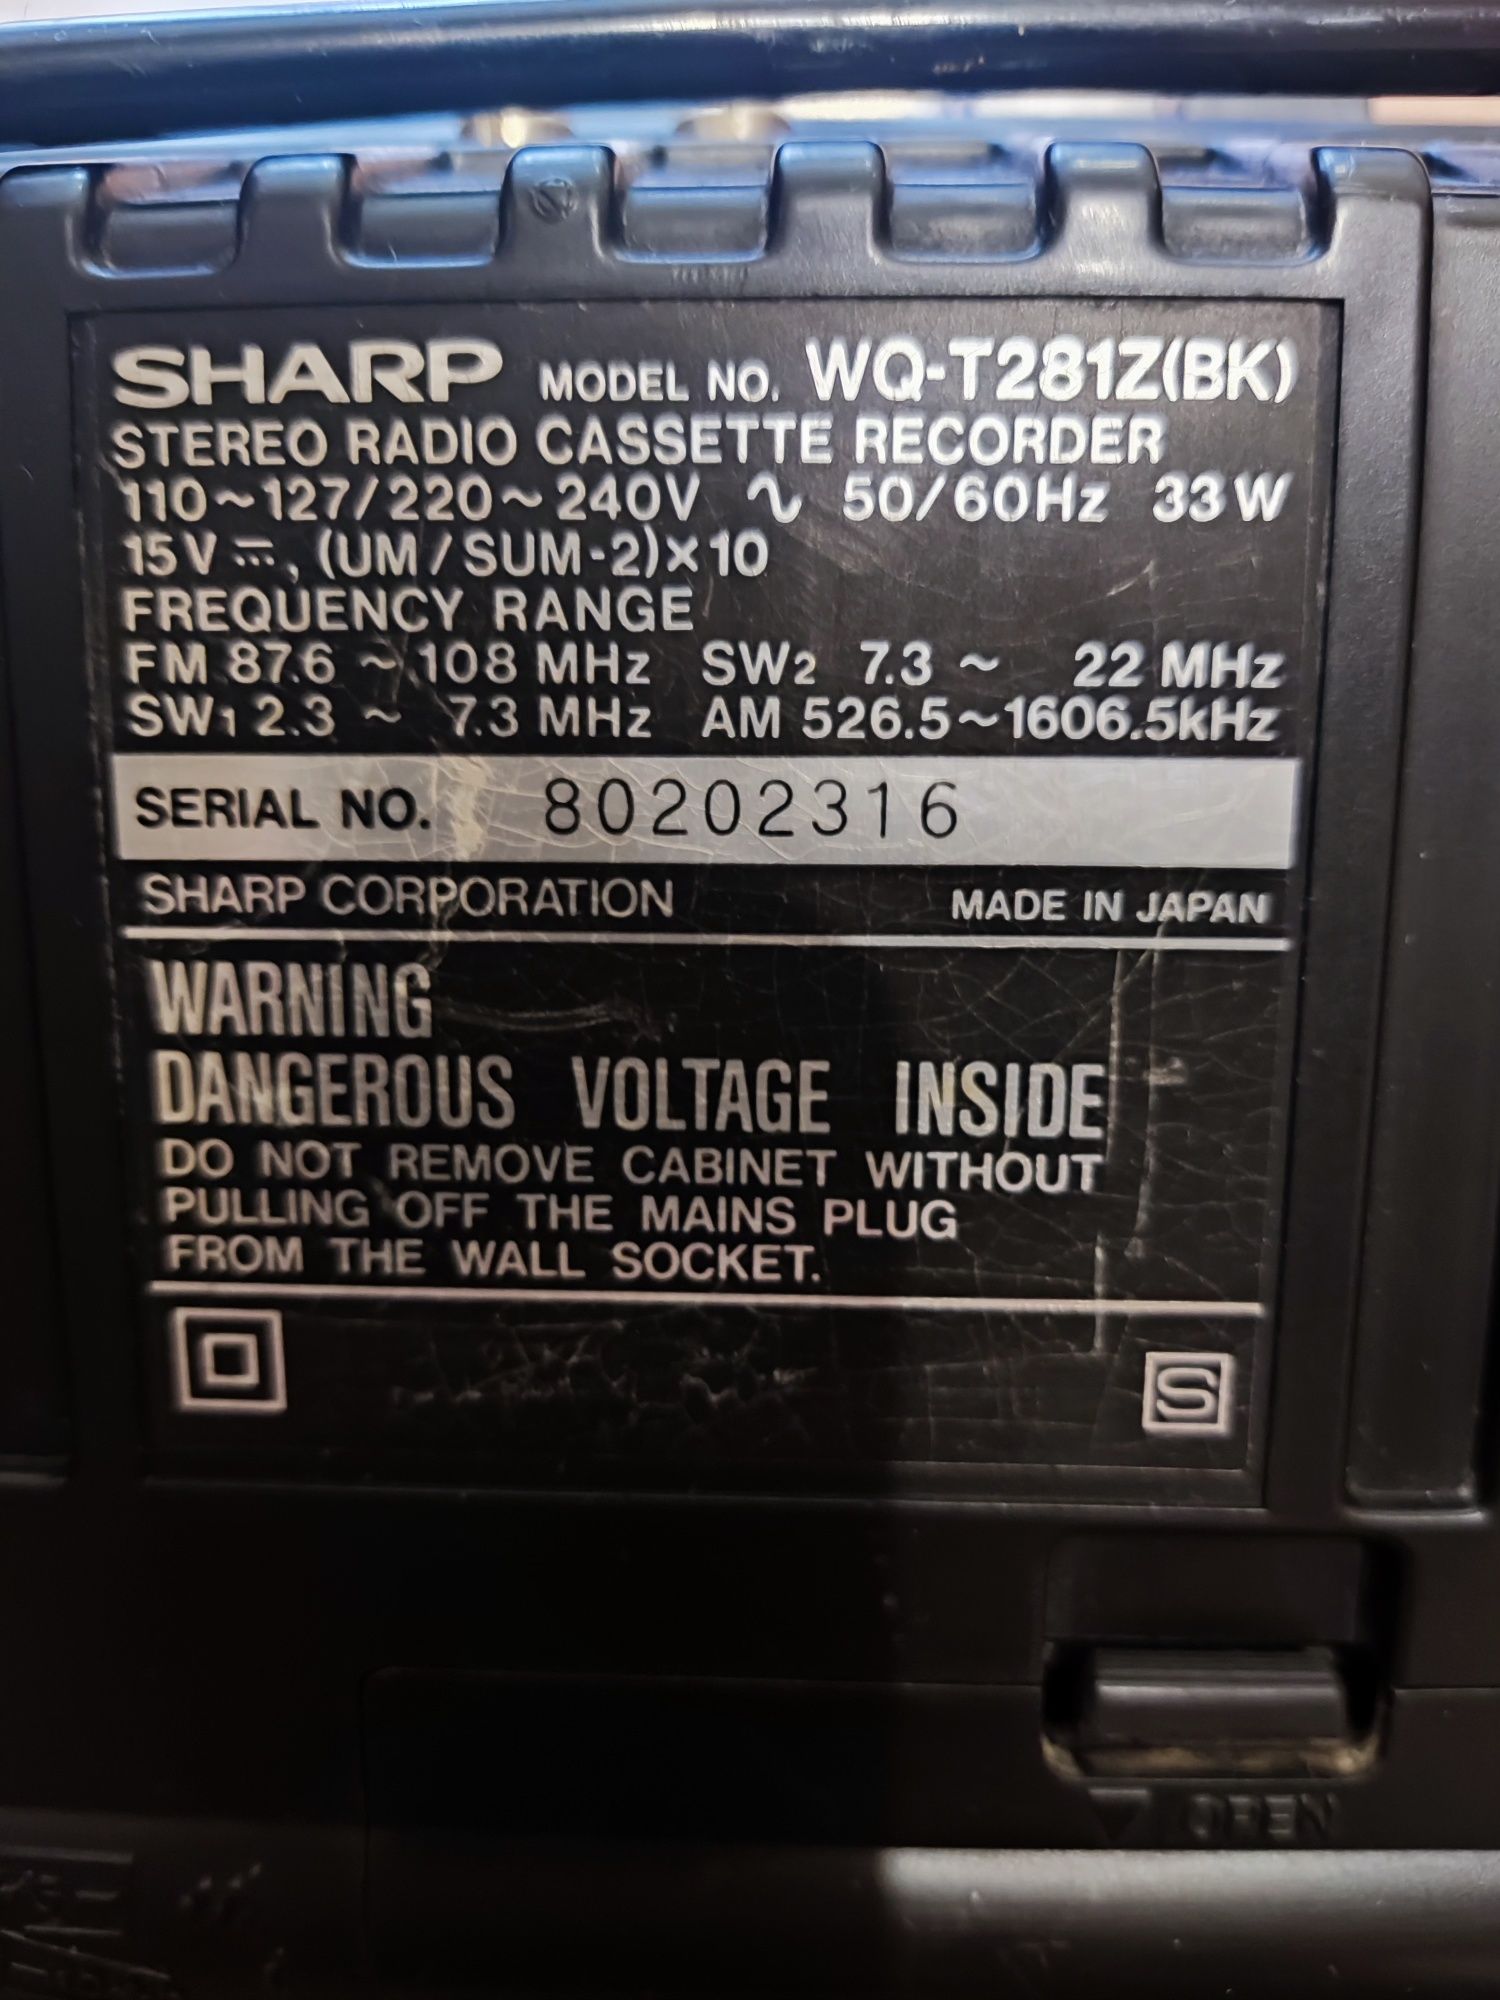 SHARP MODEL NO. WQ-T281Z(BK)
STEREO RADIO CASSETTE RECORDER
110~127/220~240V ∿ 50/60Hz 33W
15V ⎓, (UM/SUM-2)×10
FREQUENCY RANGE
FM 87.6 ~ 108 MHz SW2 7.3 ~ 22 MHz
SW1 2.3 ~ 7.3 MHz AM 526.5~1606.5kHz
SERIAL NO. 80202316
SHARP CORPORATION MADE IN JAPAN
WARNING
DANGEROUS VOLTAGE INSIDE
DO NOT REMOVE CABINET WITHOUT
PULLING OFF THE MAINS PLUG
FROM THE WALL SOCKET.
S
▼ OPEN